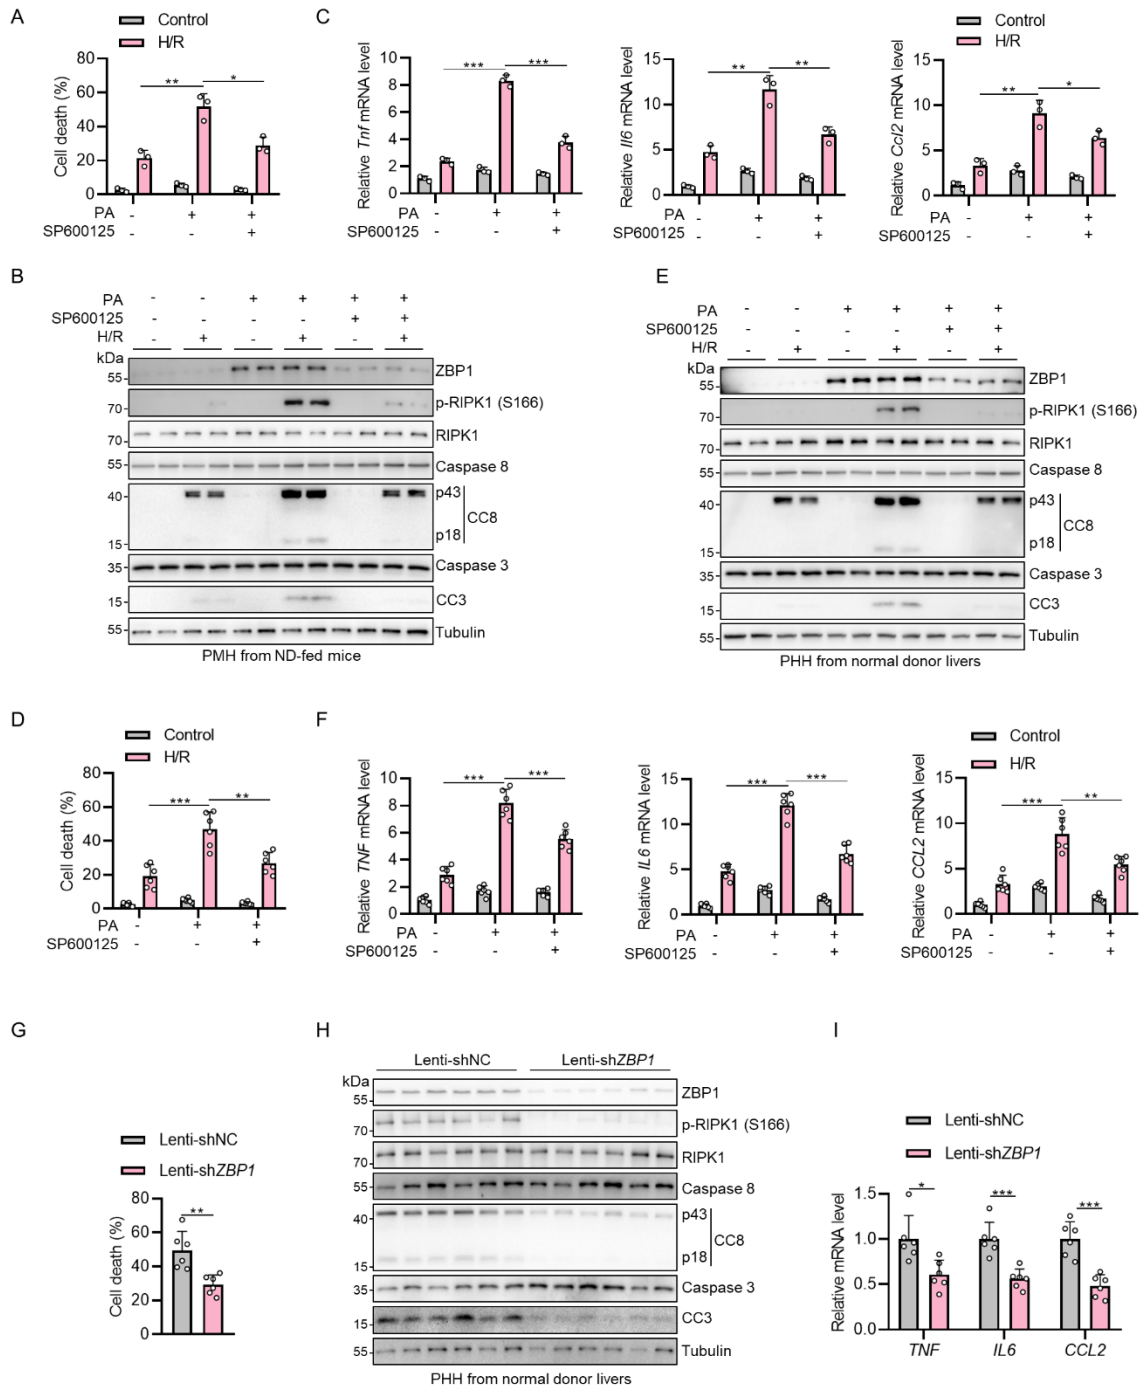 A
Control
H/R
Cell death (%)
80
60
40
20
0
**
*
PA - + +
SP600125 - - +
C
Relative Tnf mRNA level
10
8
6
4
2
0
***
***
PA - + +
SP600125 - - +
Relative Il6 mRNA level
15
10
5
0
**
**
PA - + +
SP600125 - - +
Control
H/R
Relative Ccl2 mRNA level
15
10
5
0
**
*
PA - + +
SP600125 - - +
B
PA - - + + + +
SP600125 - - - - + +
H/R - + - + - +
kDa
55 ZBP1
70 p-RIPK1 (S166)
70 RIPK1
55 Caspase 8
40 p43
CC8
15 p18
35 Caspase 3
15 CC3
55 Tubulin
PMH from ND-fed mice
E
PA - - + + + +
SP600125 - - - - + +
H/R - + - + - +
kDa
55 ZBP1
70 p-RIPK1 (S166)
70 RIPK1
55 Caspase 8
40 p43
CC8
15 p18
35 Caspase 3
15 CC3
55 Tubulin
PHH from normal donor livers
D
Control
H/R
Cell death (%)
80
60
40
20
0
***
**
PA - + +
SP600125 - - +
F
Relative TNF mRNA level
10
8
6
4
2
0
***
***
PA - + +
SP600125 - - +
Relative IL6 mRNA level
15
10
5
0
***
***
PA - + +
SP600125 - - +
Control
H/R
Relative CCL2 mRNA level
15
10
5
0
***
**
PA - + +
SP600125 - - +
G
Lenti-shNC
Lenti-shZBP1
Cell death (%)
80
60
40
20
0
**
H
Lenti-shNC Lenti-shZBP1
kDa
55 ZBP1
70 p-RIPK1 (S166)
70 RIPK1
55 Caspase 8
40 p43
CC8
15 p18
35 Caspase 3
15 CC3
55 Tubulin
PHH from normal donor livers
I
Lenti-shNC
Lenti-shZBP1
Relative mRNA level
1.5
1.0
0.5
0.0
*
***
***
TNF IL6 CCL2